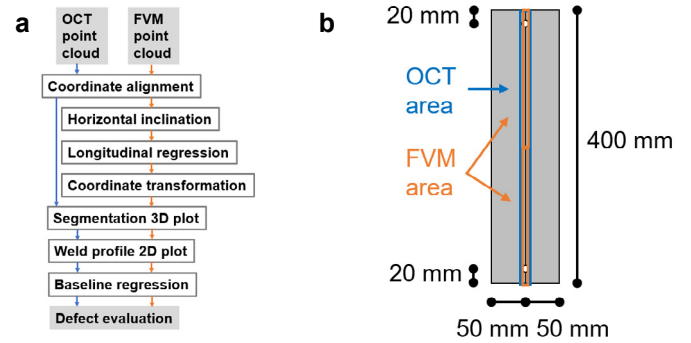 a
OCT
point
cloud
FVM
point
cloud
Coordinate alignment
Horizontal inclination
Longitudinal regression
Coordinate transformation
Segmentation 3D plot
Weld profile 2D plot
Baseline regression
Defect evaluation
b
20 mm
OCT
area
FVM
area
400 mm
20 mm
50 mm 50 mm